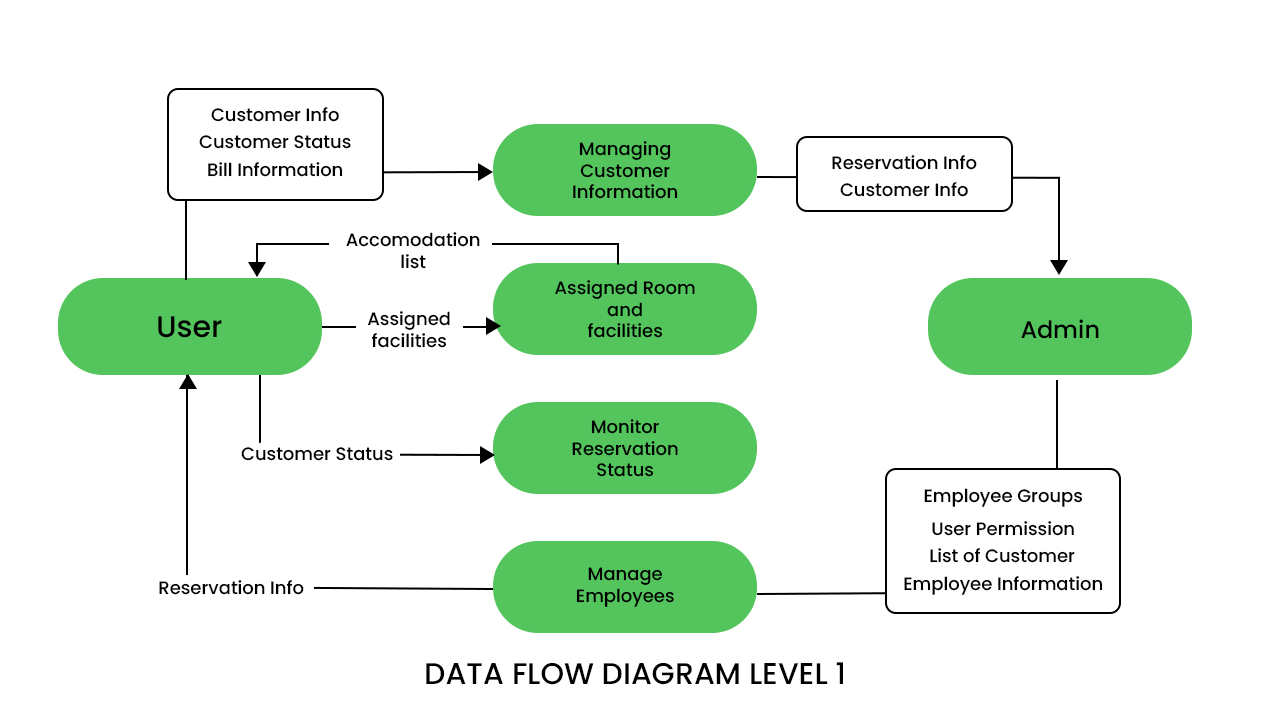 Customer Info
Customer Status
Bill Information
Managing
Customer
Information
Reservation Info
Customer Info
Accomodation
list
Assigned Room
and
facilities
User
Assigned
facilities
Admin
Monitor
Reservation
Status
Customer Status
Employee Groups
User Permission
List of Customer
Employee Information
Manage
Employees
Reservation Info
DATA FLOW DIAGRAM LEVEL 1